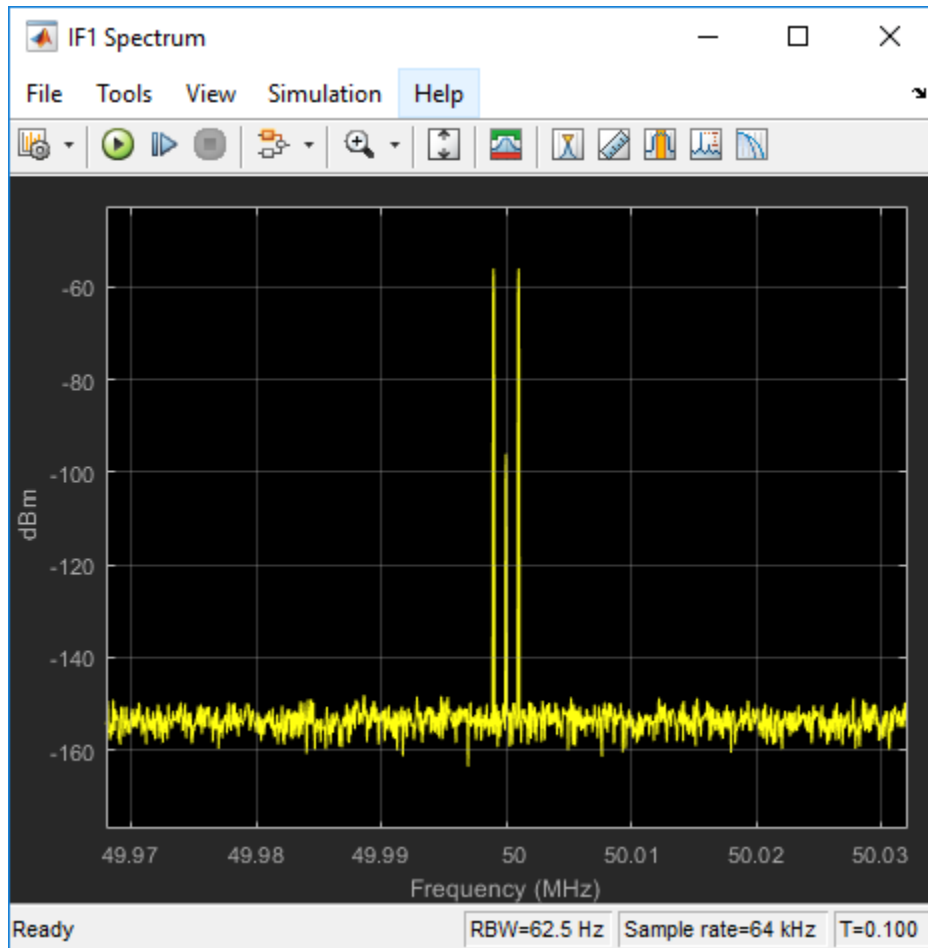 IF1 Spectrum
File Tools View Simulation Help
-60
-80
-100
-120
-140
-160
dBm
49.97 49.98 49.99 50 50.01 50.02 50.03
Frequency (MHz)
Ready RBW=62.5 Hz Sample rate=64 kHz T=0.100